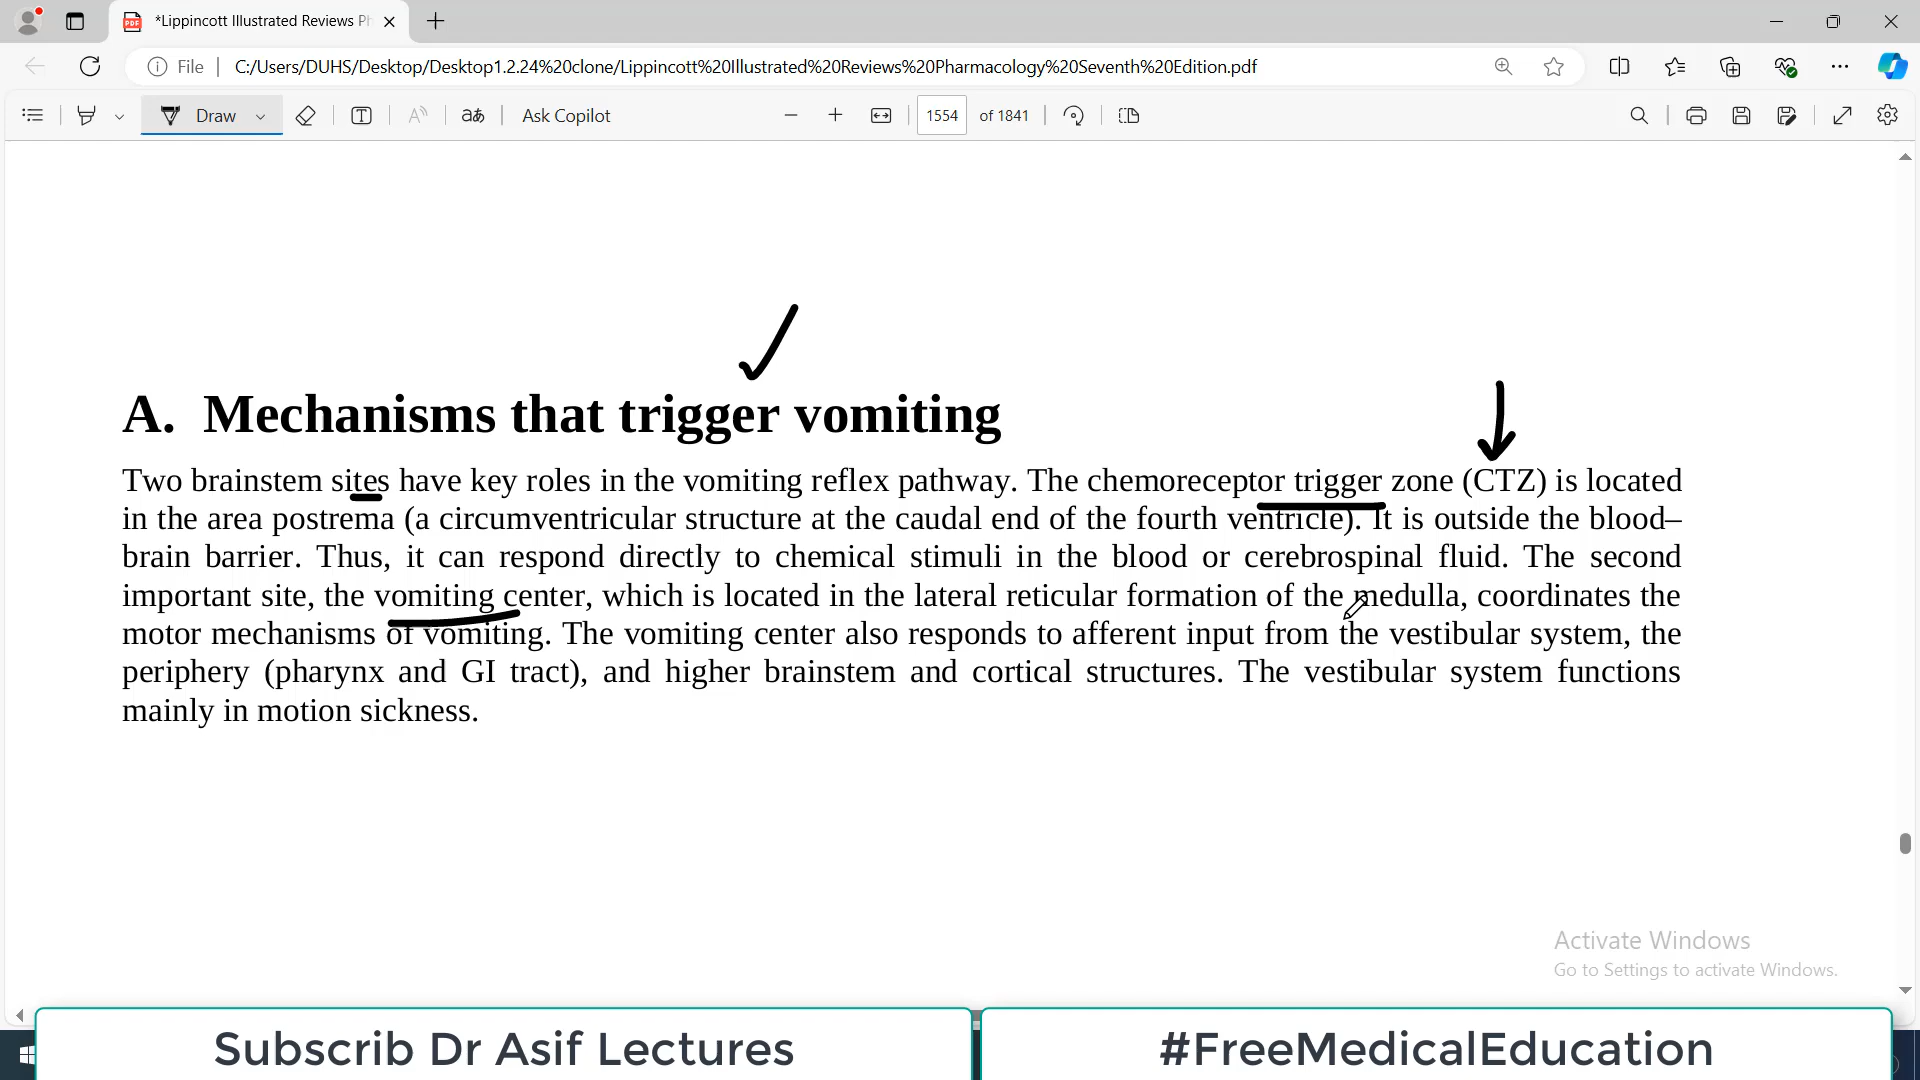 *Lippincott Illustrated Reviews Ph
File
C:/Users/DUHS/Desktop/Desktop1.2.24%20clone/Lippincott%20Illustrated%20Reviews%20Pharmacology%20Seventh%20Edition.pdf
Draw
aあ
Ask Copilot
1554 of 1841
A. Mechanisms that trigger vomiting
Two brainstem sites have key roles in the vomiting reflex pathway. The chemoreceptor trigger zone (CTZ) is located
in the area postrema (a circumventricular structure at the caudal end of the fourth ventricle). It is outside the blood–
brain barrier. Thus, it can respond directly to chemical stimuli in the blood or cerebrospinal fluid. The second
important site, the vomiting center, which is located in the lateral reticular formation of the medulla, coordinates the
motor mechanisms of vomiting. The vomiting center also responds to afferent input from the vestibular system, the
periphery (pharynx and GI tract), and higher brainstem and cortical structures. The vestibular system functions
mainly in motion sickness.
Activate Windows
Go to Settings to activate Windows.
Subscrib Dr Asif Lectures
#FreeMedicalEducation